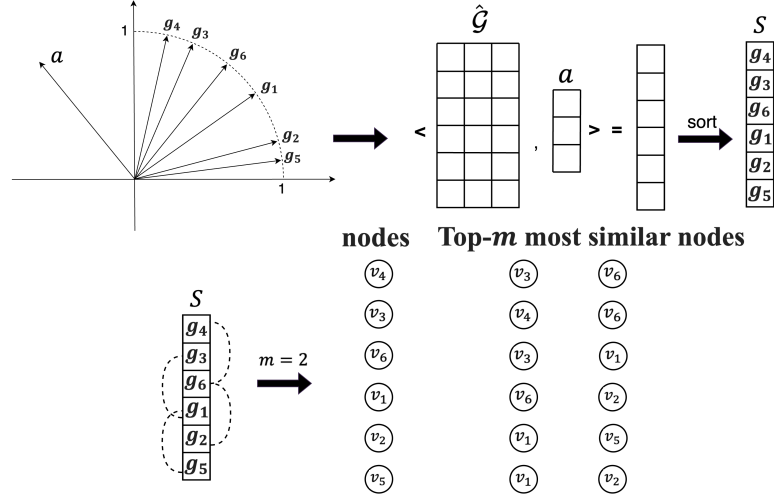 1
g₄
g₃
a
g₆
g₁
g₂
g₅
1
Ĝ
a
< , > =
sort
S
g₄
g₃
g₆
g₁
g₂
g₅
nodes
Top-m most similar nodes
S
g₄
g₃
g₆
g₁
g₂
g₅
m = 2
v₄ v₃ v₆
v₃ v₄ v₆
v₆ v₃ v₁
v₁ v₆ v₂
v₂ v₁ v₅
v₅ v₁ v₂